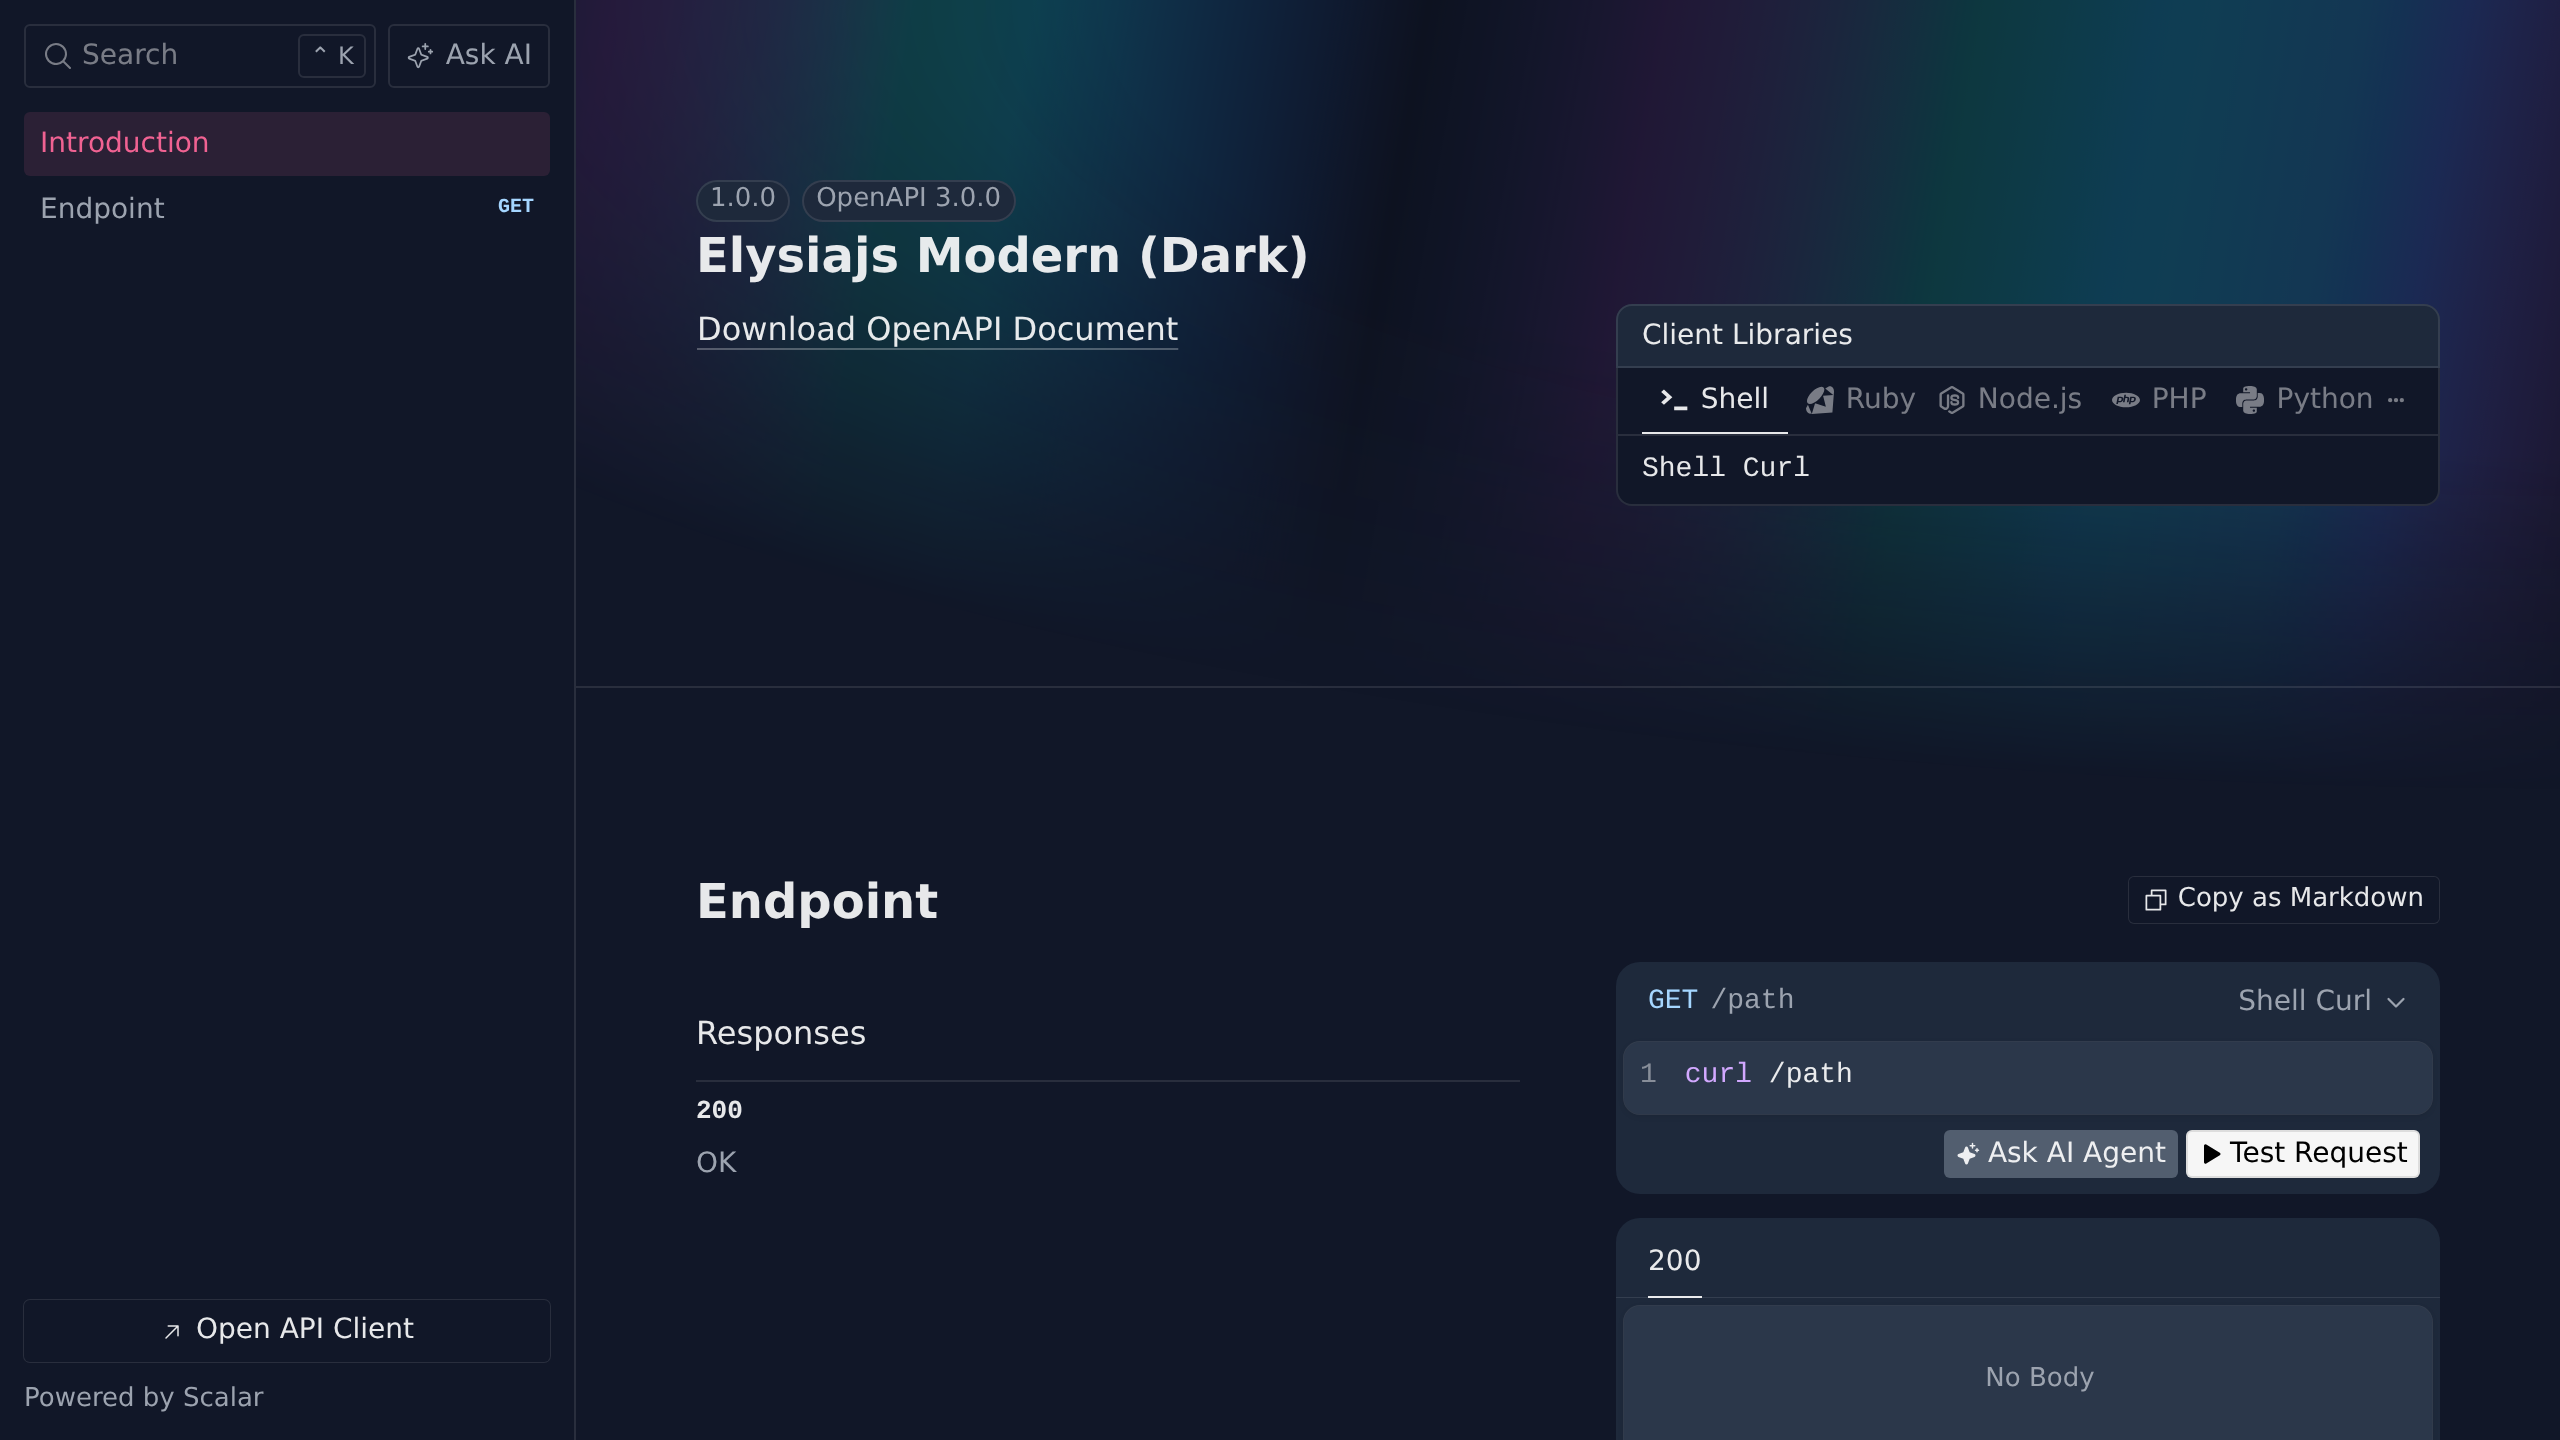 Search
⌃ K
Ask AI
Introduction
Endpoint
GET
Open API Client
Powered by Scalar
1.0.0
OpenAPI 3.0.0
Elysiajs Modern (Dark)
Download OpenAPI Document
Client Libraries
Shell
Ruby
Node.js
PHP
Python
Shell Curl
Endpoint
Copy as Markdown
Responses
200
OK
GET /path
Shell Curl
1 curl /path
Ask AI Agent
Test Request
200
No Body